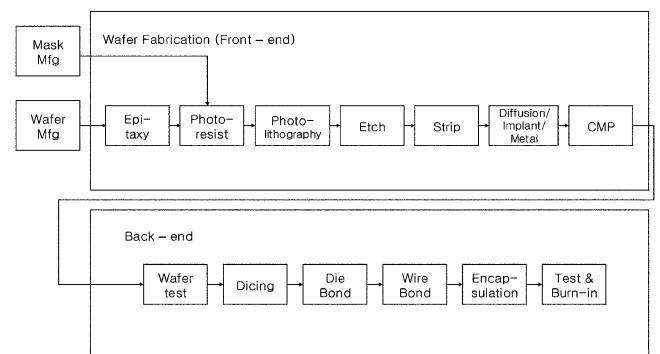 Mask
Mfg
Wafer Fabrication (Front – end)
Wafer
Mfg
Epi-
taxy
Photo-
resist
Photo-
lithography
Etch
Strip
Diffusion/
Implant/
Metal
CMP
Back – end
Wafer
test
Dicing
Die
Bond
Wire
Bond
Encap-
sulation
Test &
Burn-in